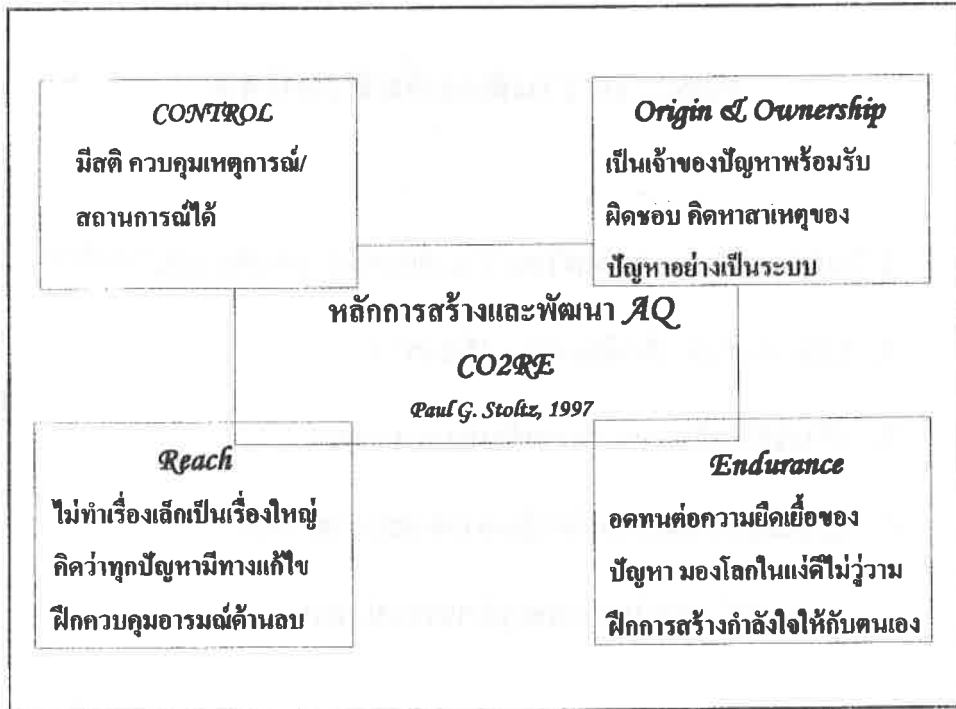 CONTROL
มีสติ ควบคุมเหตุการณ์/
สถานการณ์ได้
Origin & Ownership
เป็นเจ้าของปัญหาพร้อมรับ
ผิดชอบ คิดหาสาเหตุของ
ปัญหาอย่างเป็นระบบ
หลักการสร้างและพัฒนา AQ
CO2RE
Paul G. Stoltz, 1997
Reach
ไม่ทำเรื่องเล็กเป็นเรื่องใหญ่
คิดว่าทุกปัญหามีทางแก้ไข
ฝึกควบคุมอารมณ์ด้านลบ
Endurance
อดทนต่อความยืดเยื้อของ
ปัญหา มองโลกในแง่ดีไม่วู่วาม
ฝึกการสร้างกำลังใจให้กับตนเอง